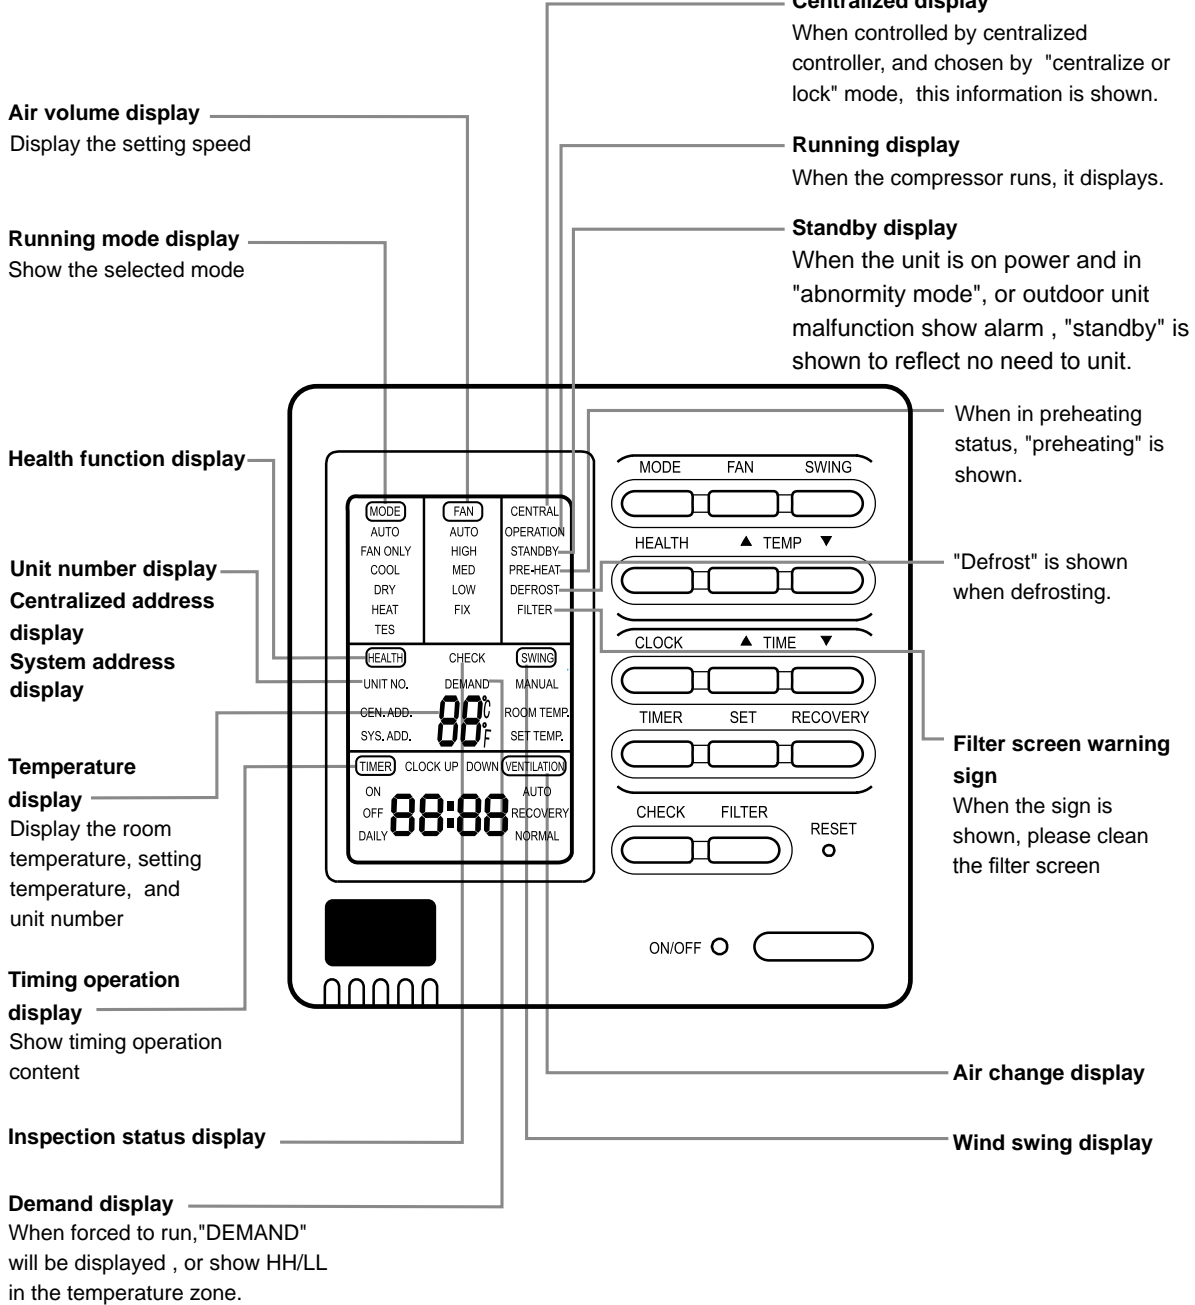 Centralized display
When controlled by centralized
controller, and chosen by "centralize or
lock" mode, this information is shown.
Air volume display
Display the setting speed
Running display
When the compressor runs, it displays.
Running mode display
Show the selected mode
Standby display
When the unit is on power and in
"abnormity mode", or outdoor unit
malfunction show alarm , "standby" is
shown to reflect no need to unit.
When in preheating
status, "preheating" is
shown.
Health function display
"Defrost" is shown
when defrosting.
Unit number display
Centralized address
display
System address
display
MODE
AUTO
FAN ONLY
COOL
DRY
HEAT
TES
FAN
AUTO
HIGH
MED
LOW
FIX
CENTRAL
OPERATION
STANDBY
PRE-HEAT
DEFROST
FILTER
HEALTH CHECK SWING
UNIT NO. DEMAND MANUAL
CEN. ADD. 88°C ROOM TEMP.
SYS. ADD. °F SET TEMP.
TIMER CLOCK UP DOWN VENTILATION
ON AUTO
OFF 88:88 RECOVERY
DAILY NORMAL
MODE FAN SWING
HEALTH ▲ TEMP ▼
CLOCK ▲ TIME ▼
TIMER SET RECOVERY
CHECK FILTER RESET
ON/OFF
Temperature
display
Display the room
temperature, setting
temperature, and
unit number
Filter screen warning
sign
When the sign is
shown, please clean
the filter screen
Timing operation
display
Show timing operation
content
Air change display
Inspection status display
Wind swing display
Demand display
When forced to run,"DEMAND"
will be displayed , or show HH/LL
in the temperature zone.